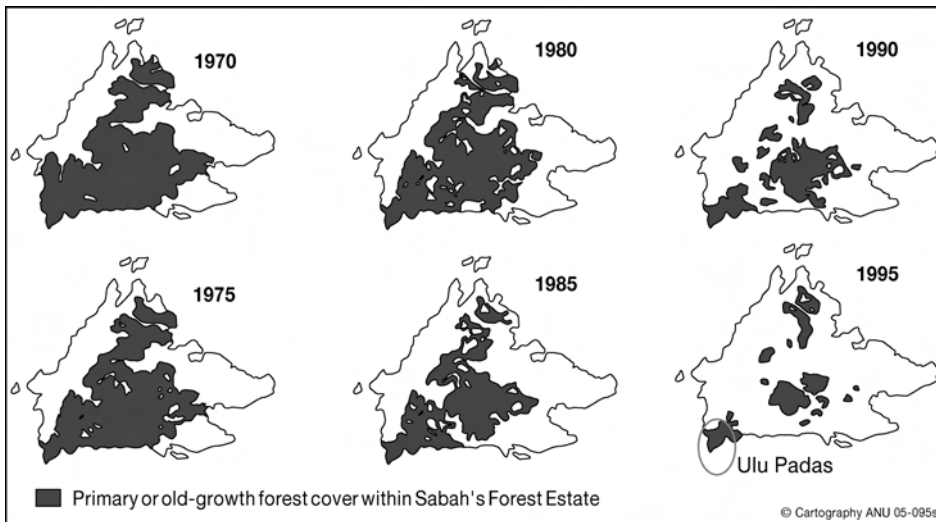 1970
1980
1990
1975
1985
1995
Ulu Padas
Primary or old-growth forest cover within Sabah's Forest Estate
© Cartography ANU 05-095s